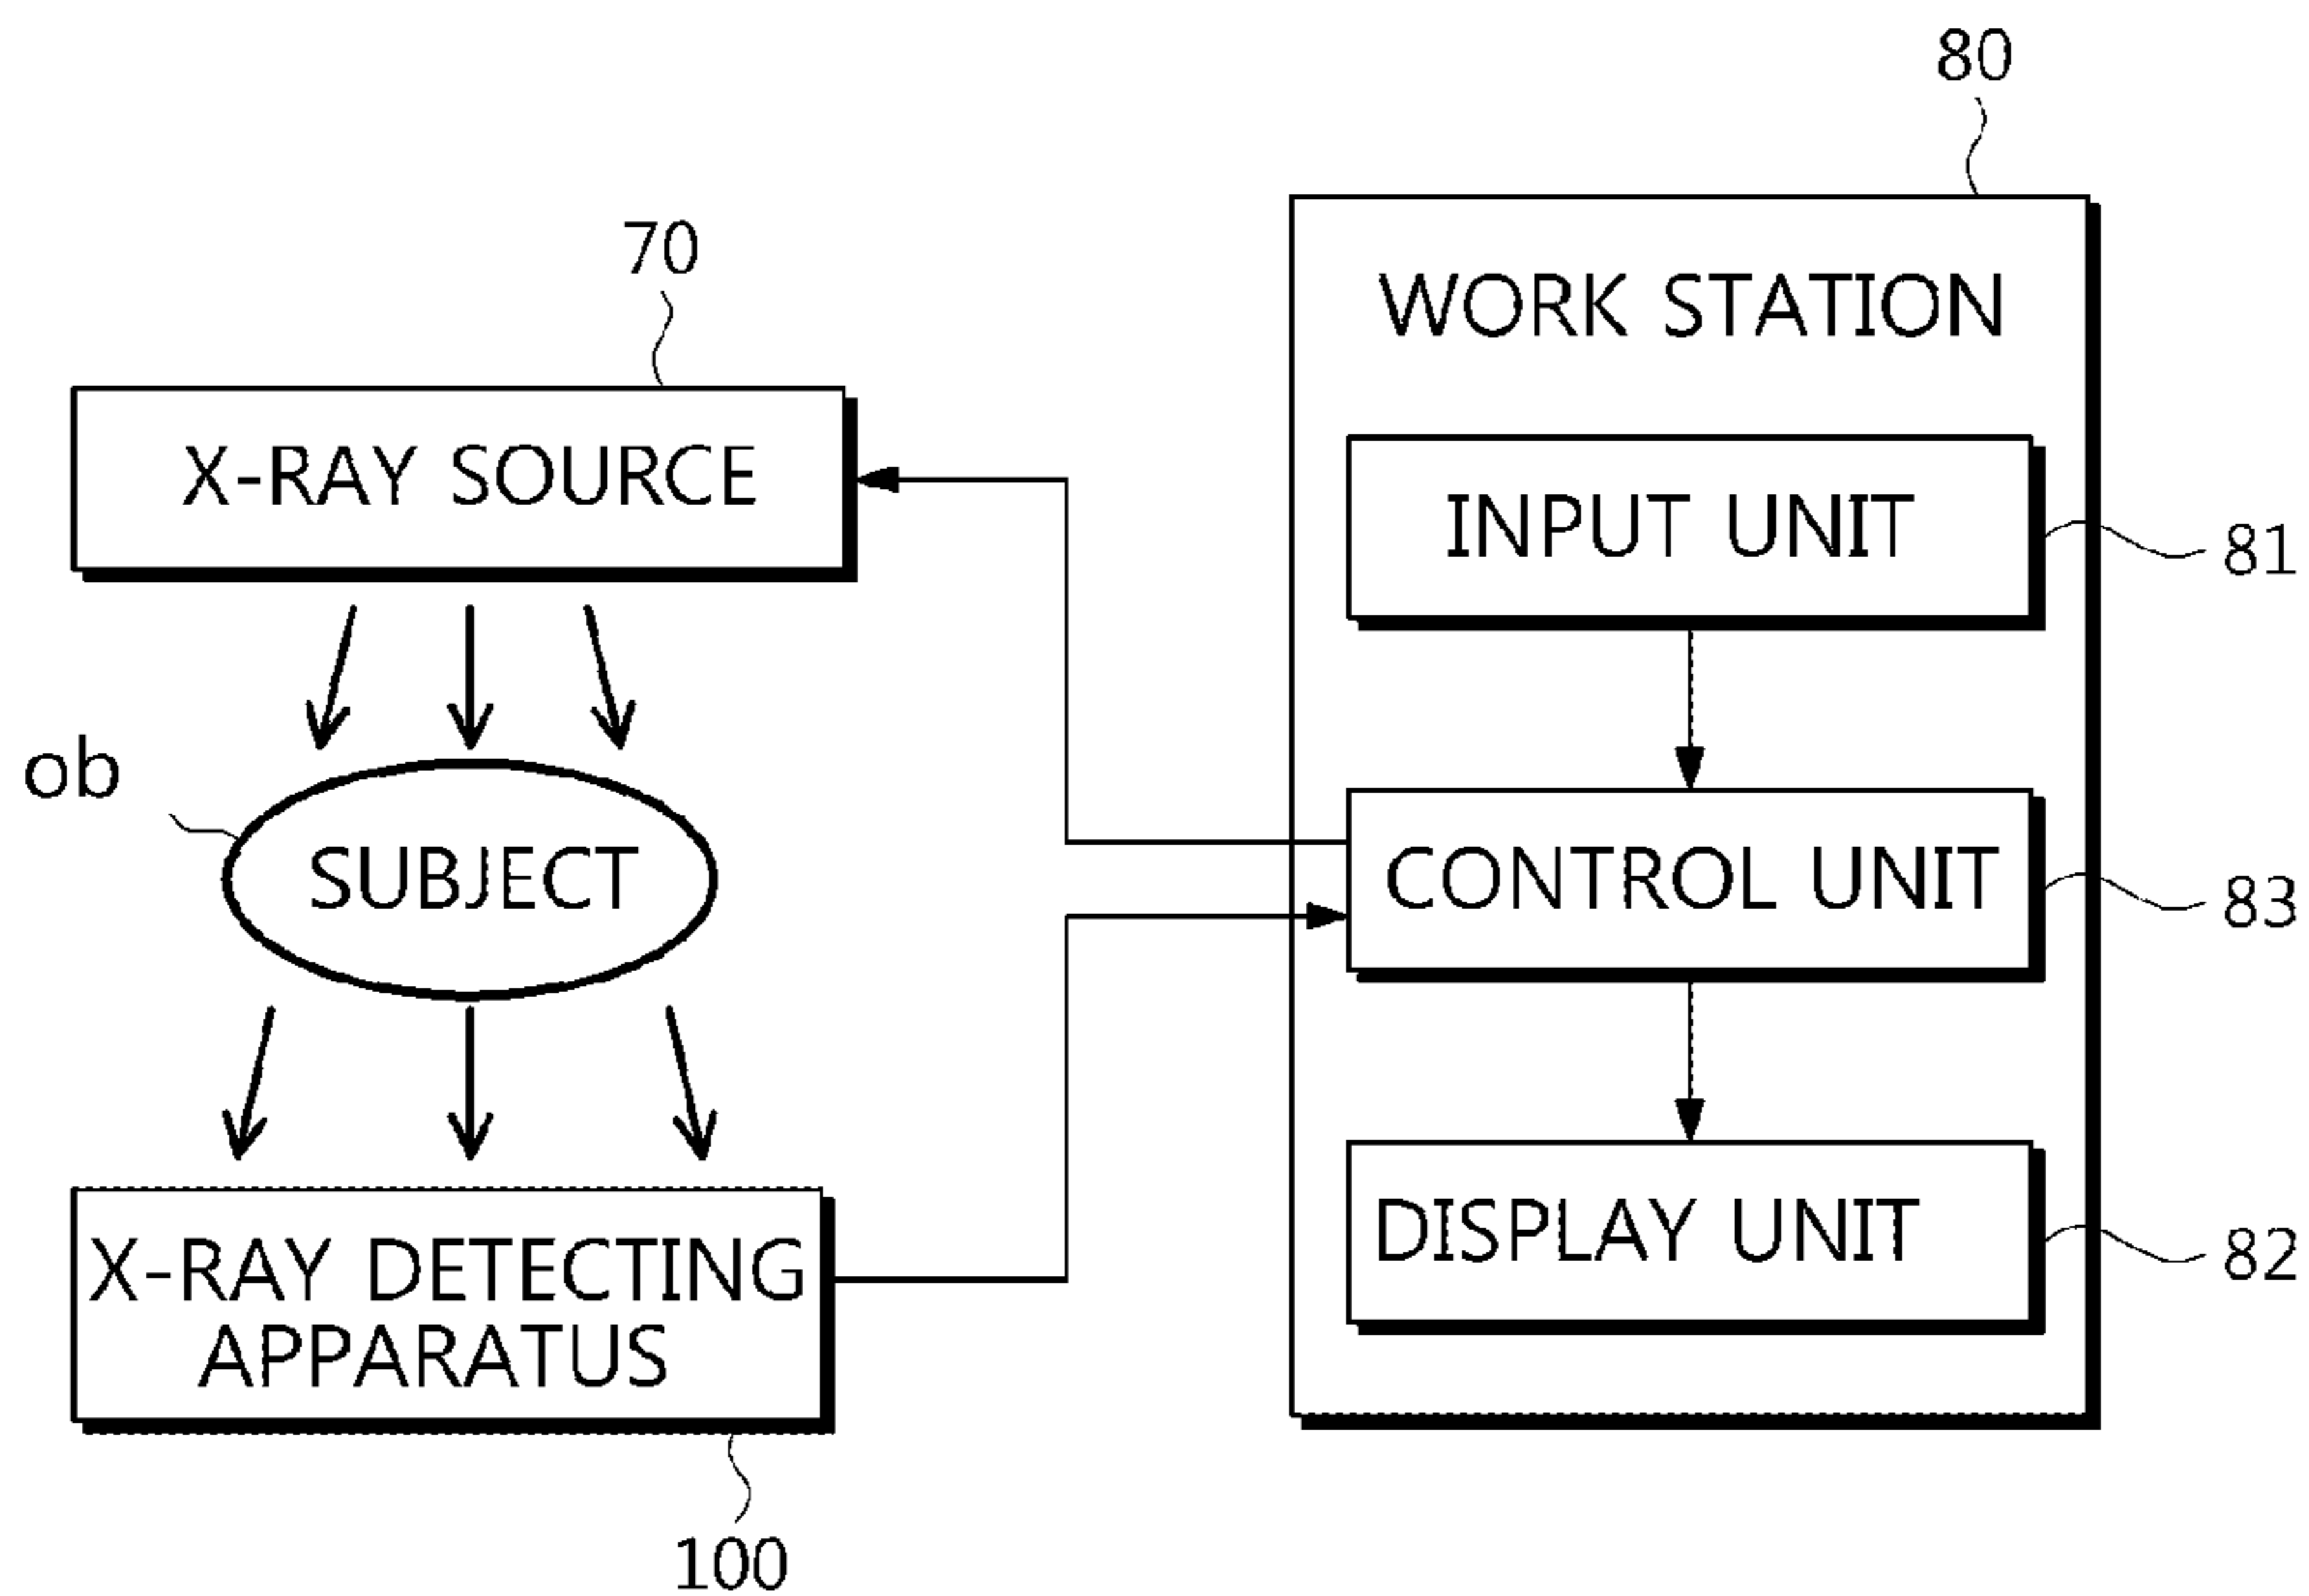 80
70
WORK STATION
X-RAY SOURCE
INPUT UNIT
81
ob
SUBJECT
CONTROL UNIT
83
X-RAY DETECTING
APPARATUS
DISPLAY UNIT
82
100